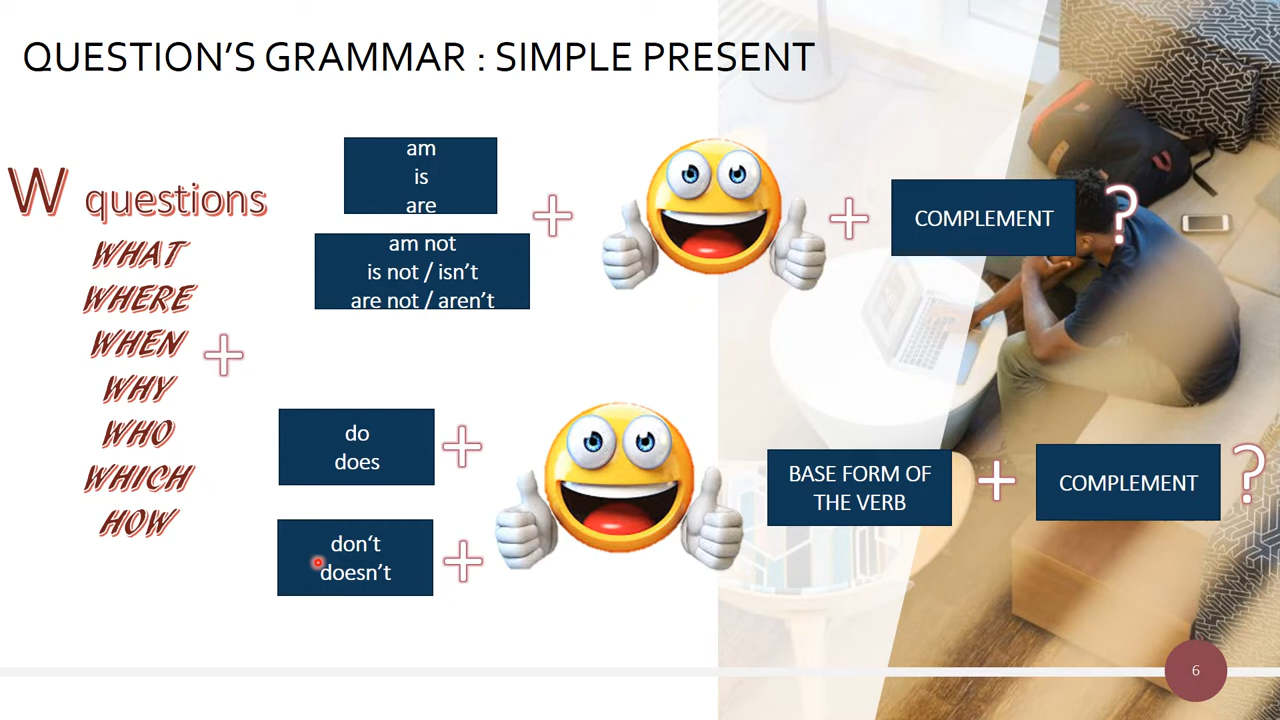 QUESTION’S GRAMMAR : SIMPLE PRESENT
W questions
WHAT
WHERE
WHEN
WHY
WHO
WHICH
HOW
+
am
is
are
am not
is not / isn’t
are not / aren’t
+
+
COMPLEMENT
?
do
does
+
don‘t
doesn’t
+
BASE FORM OF
THE VERB
+
COMPLEMENT
?
6